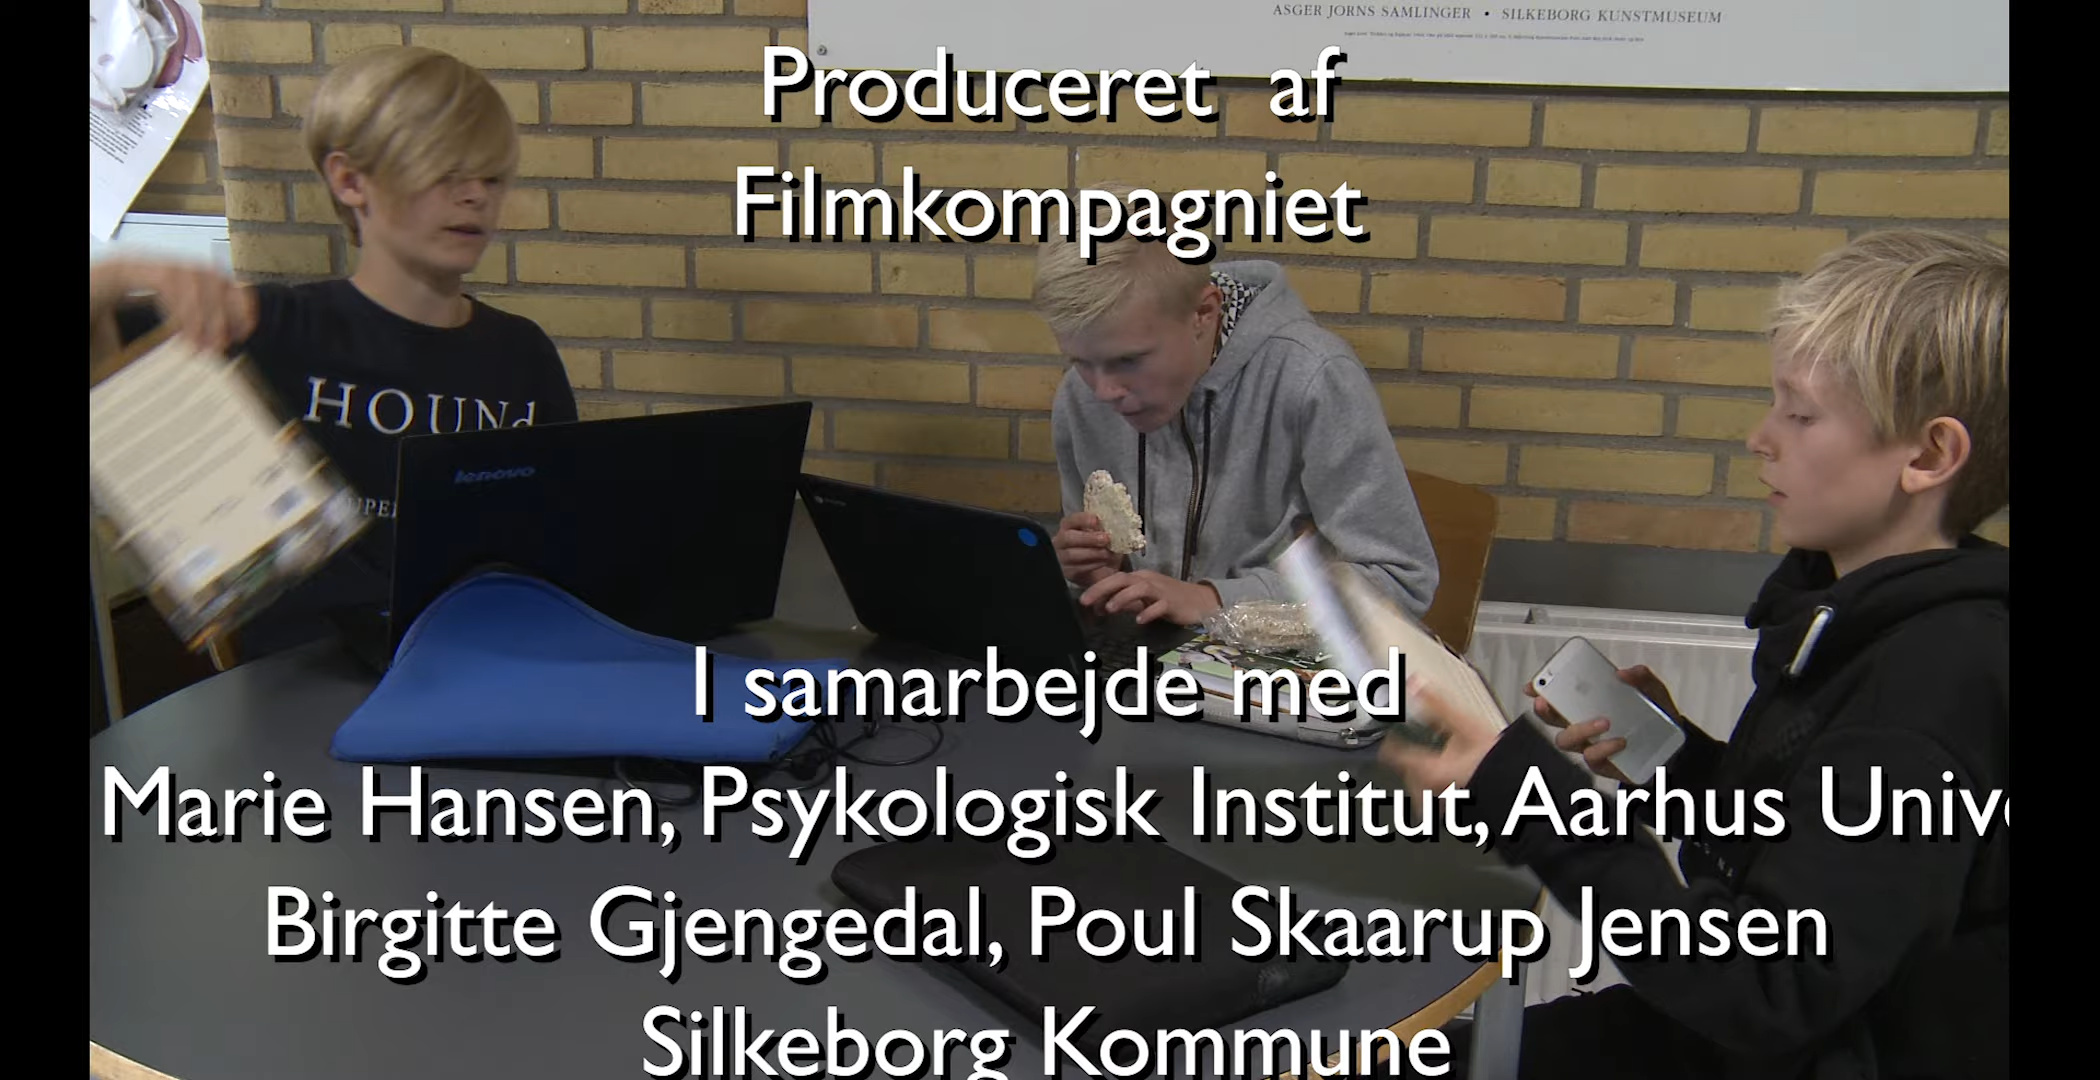 ASGER JORNS SAMLINGER • SILKEBORG KUNSTMUSEUM
Produceret af
Filmkompagniet
HOUNd
lenovo
I samarbejde med
Marie Hansen, Psykologisk Institut, Aarhus Unive
Birgitte Gjengedal, Poul Skaarup Jensen
Silkeborg Kommune